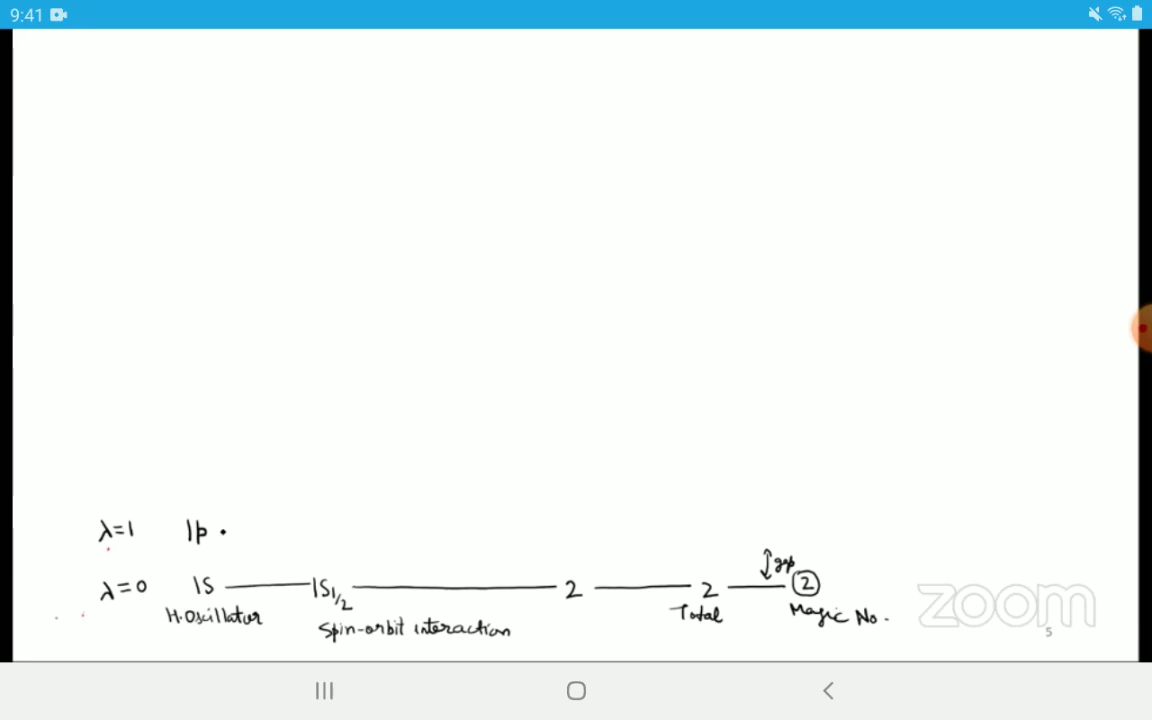 9:41
λ=1 1p .
gap
λ=0 1S 1S1/2 2 2 2
H.Oscillator Spin-orbit interaction Total Magic No.
zoom
5